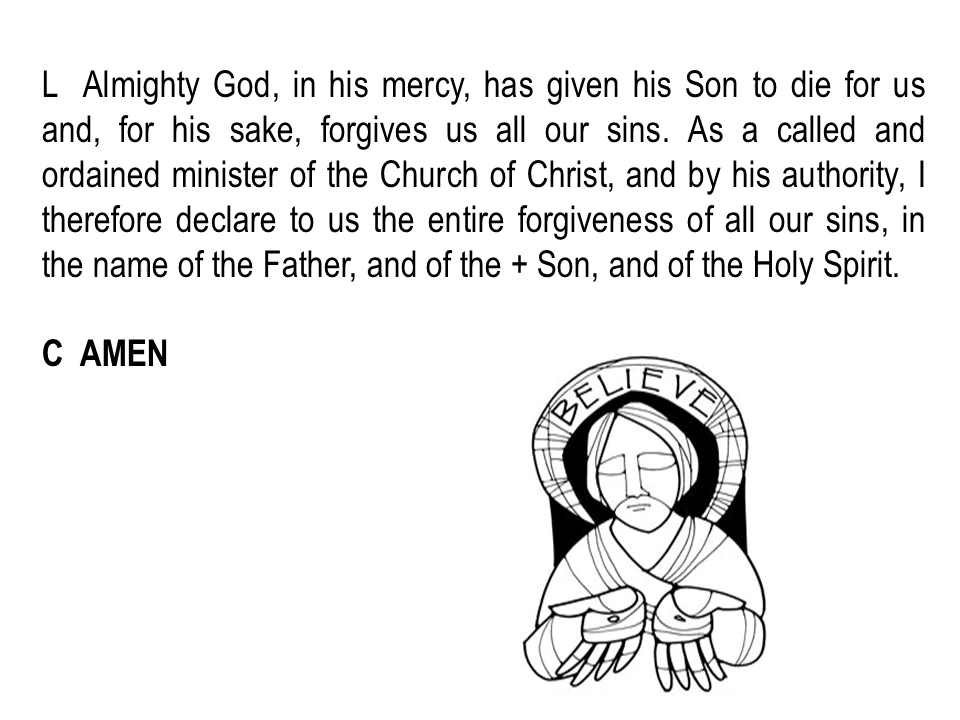 L  Almighty God, in his mercy, has given his Son to die for us
and, for his sake, forgives us all our sins. As a called and
ordained minister of the Church of Christ, and by his authority, I
therefore declare to us the entire forgiveness of all our sins, in
the name of the Father, and of the + Son, and of the Holy Spirit.
C  AMEN
BELIEVE